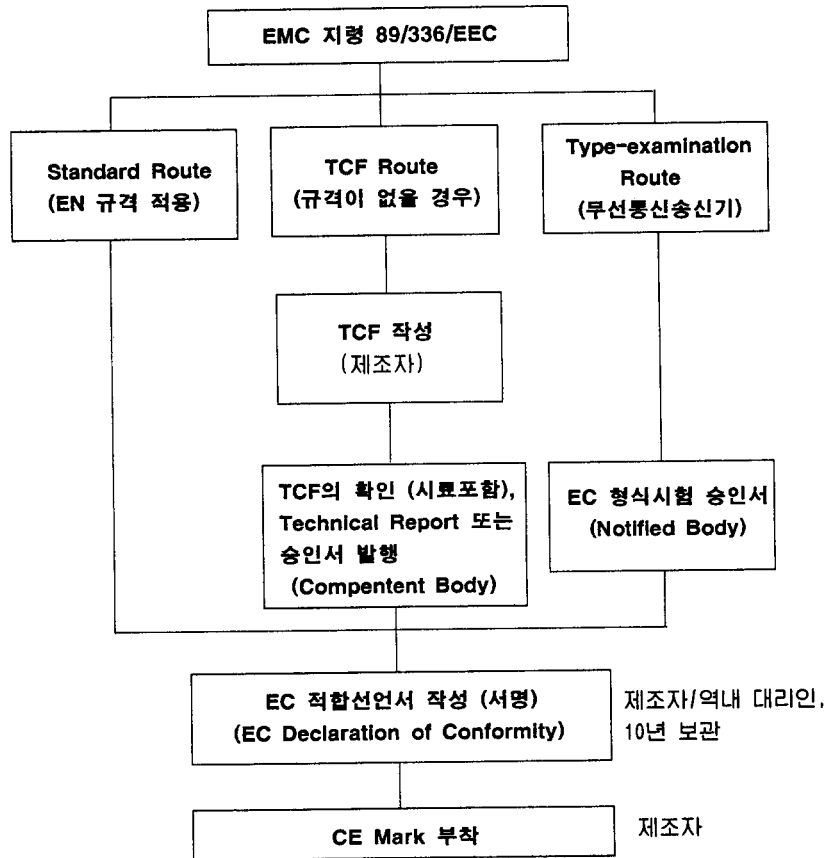 EMC 지령 89/336/EEC
Standard Route
(EN 규격 적용)
TCF Route
(규격이 없을 경우)
Type-examination
Route
(무선통신송신기)
TCF 작성
(제조자)
TCF의 확인 (시료포함),
Technical Report 또는
승인서 발행
(Compentent Body)
EC 형식시험 승인서
(Notified Body)
EC 적합선언서 작성 (서명)
(EC Declaration of Conformity)
제조자/역내 대리인,
10년 보관
CE Mark 부착
제조자